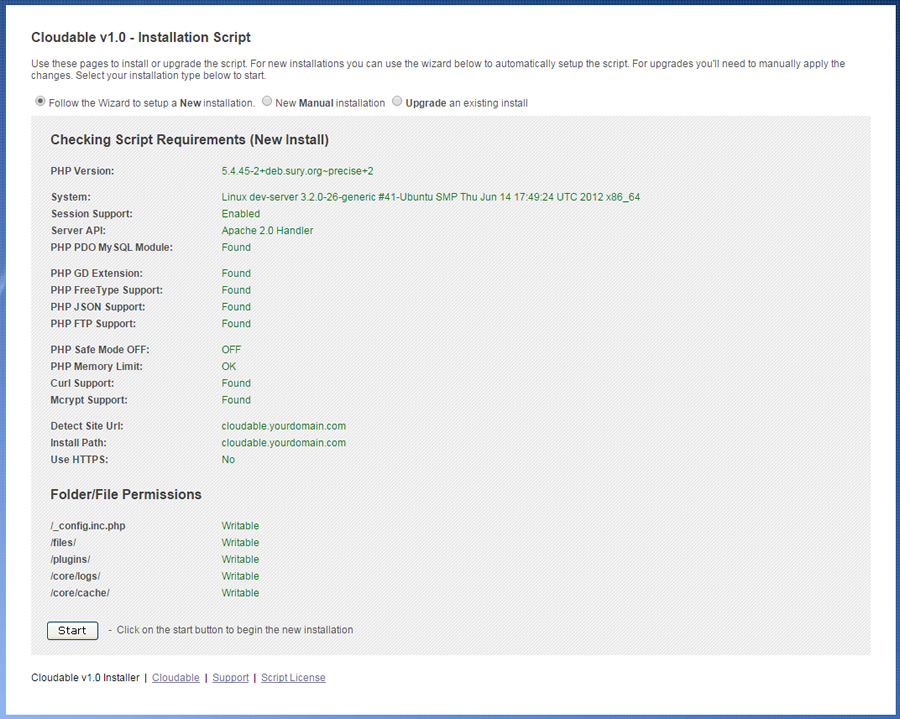 Cloudable v1.0 - Installation Script
Use these pages to install or upgrade the script. For new installations you can use the wizard below to automatically setup the script. For upgrades you'll need to manually apply the
changes. Select your installation type below to start.
Follow the Wizard to setup a New installation. New Manual installation Upgrade an existing install
Checking Script Requirements (New Install)
PHP Version: 5.4.45-2+deb.sury.org~precise+2
System: Linux dev-server 3.2.0-26-generic #41-Ubuntu SMP Thu Jun 14 17:49:24 UTC 2012 x86_64
Session Support: Enabled
Server API: Apache 2.0 Handler
PHP PDO MySQL Module: Found
PHP GD Extension: Found
PHP FreeType Support: Found
PHP JSON Support: Found
PHP FTP Support: Found
PHP Safe Mode OFF: OFF
PHP Memory Limit: OK
Curl Support: Found
Mcrypt Support: Found
Detect Site Url: cloudable.yourdomain.com
Install Path: cloudable.yourdomain.com
Use HTTPS: No
Folder/File Permissions
/_config.inc.php Writable
/files/ Writable
/plugins/ Writable
/core/logs/ Writable
/core/cache/ Writable
Start - Click on the start button to begin the new installation
Cloudable v1.0 Installer | Cloudable | Support | Script License